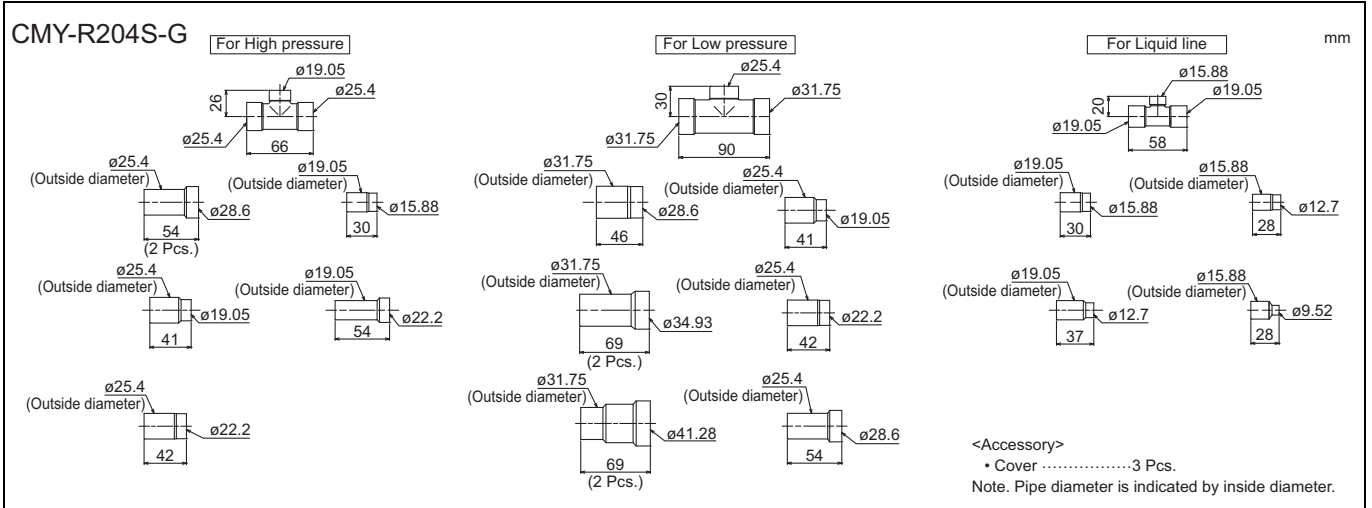 CMY-R204S-G
mm
For High pressure
ø19.05
ø25.4
26
ø25.4
66
ø25.4
(Outside diameter)
ø28.6
54
(2 Pcs.)
ø19.05
(Outside diameter)
ø15.88
30
ø25.4
(Outside diameter)
ø19.05
41
ø19.05
(Outside diameter)
ø22.2
54
ø25.4
(Outside diameter)
ø22.2
42
For Low pressure
ø25.4
ø31.75
30
ø31.75
90
ø31.75
(Outside diameter)
ø28.6
46
ø25.4
(Outside diameter)
ø19.05
41
ø31.75
(Outside diameter)
ø34.93
69
(2 Pcs.)
ø25.4
(Outside diameter)
ø22.2
42
ø31.75
(Outside diameter)
ø41.28
69
(2 Pcs.)
ø25.4
(Outside diameter)
ø28.6
54
For Liquid line
ø15.88
ø19.05
20
ø19.05
58
ø19.05
(Outside diameter)
ø15.88
30
ø15.88
(Outside diameter)
ø12.7
28
ø19.05
(Outside diameter)
ø12.7
37
ø15.88
(Outside diameter)
ø9.52
28
<Accessory>
• Cover ·················3 Pcs.
Note. Pipe diameter is indicated by inside diameter.